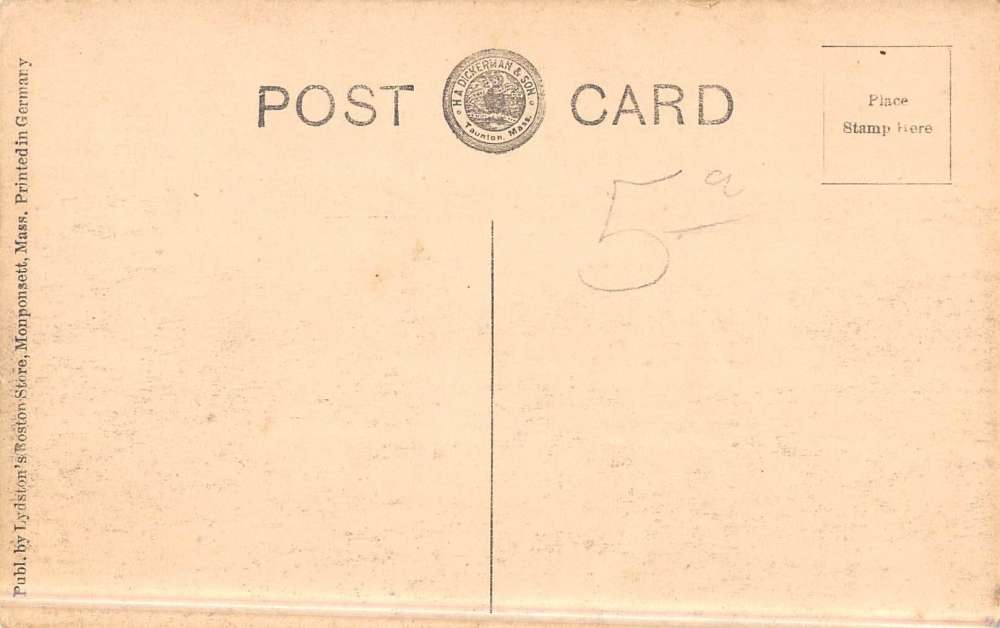 POST CARD
H.A. DICKERMAN & SON
Taunton, Mass.
Place
Stamp Here
5
Publ. by Lydston's Boston Store, Monponsett, Mass. Printed in Germany